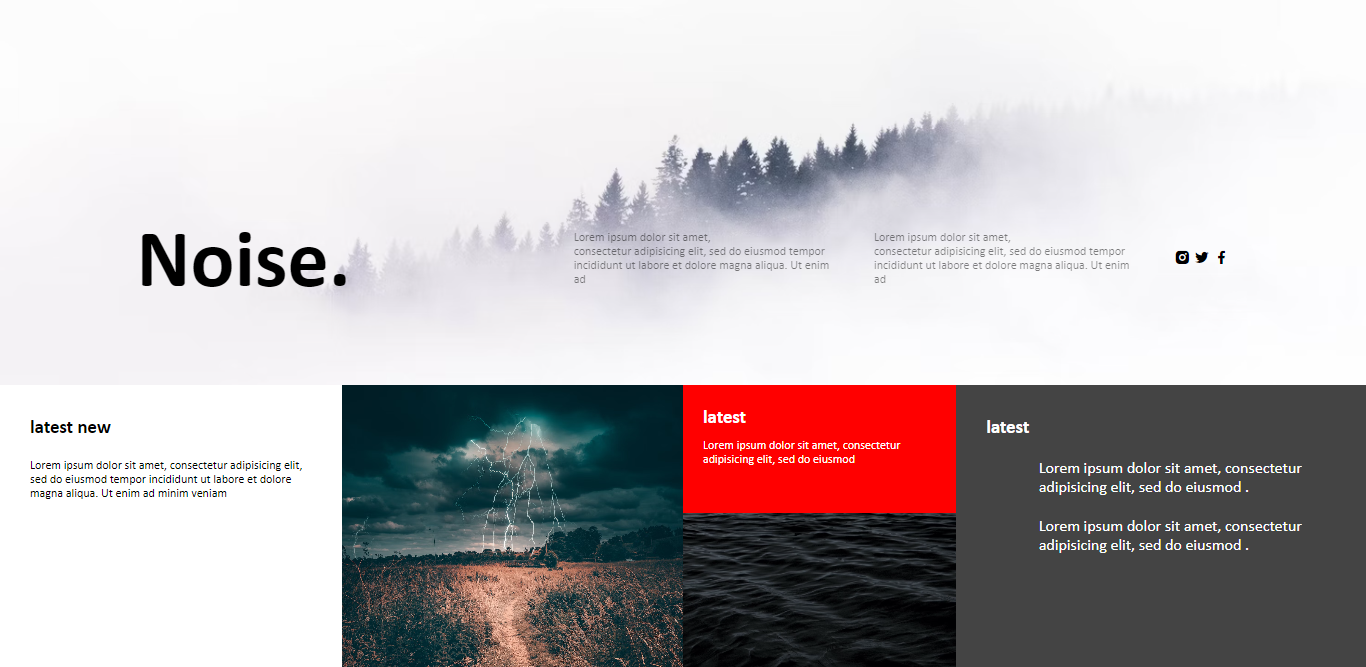 Noise.
Lorem ipsum dolor sit amet,
consectetur adipisicing elit, sed do eiusmod tempor
incididunt ut labore et dolore magna aliqua. Ut enim
ad
Lorem ipsum dolor sit amet,
consectetur adipisicing elit, sed do eiusmod tempor
incididunt ut labore et dolore magna aliqua. Ut enim
ad
latest new
Lorem ipsum dolor sit amet, consectetur adipisicing elit,
sed do eiusmod tempor incididunt ut labore et dolore
magna aliqua. Ut enim ad minim veniam
latest
Lorem ipsum dolor sit amet, consectetur
adipisicing elit, sed do eiusmod
latest
Lorem ipsum dolor sit amet, consectetur
adipisicing elit, sed do eiusmod .
Lorem ipsum dolor sit amet, consectetur
adipisicing elit, sed do eiusmod .